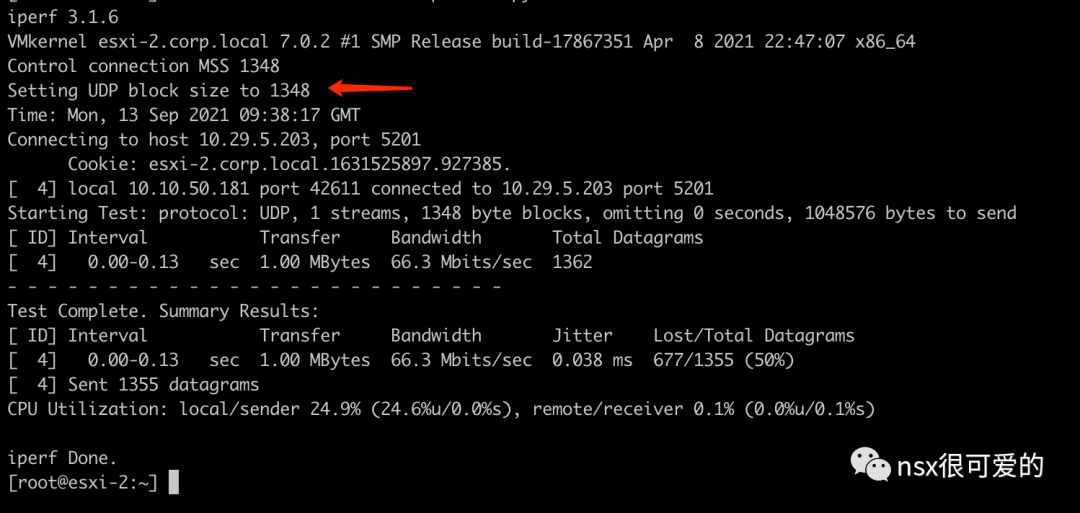 iperf 3.1.6
VMkernel esxi-2.corp.local 7.0.2 #1 SMP Release build-17867351 Apr  8 2021 22:47:07 x86_64
Control connection MSS 1348
Setting UDP block size to 1348
Time: Mon, 13 Sep 2021 09:38:17 GMT
Connecting to host 10.29.5.203, port 5201
      Cookie: esxi-2.corp.local.1631525897.927385.
[  4] local 10.10.50.181 port 42611 connected to 10.29.5.203 port 5201
Starting Test: protocol: UDP, 1 streams, 1348 byte blocks, omitting 0 seconds, 1048576 bytes to send
[ ID] Interval           Transfer     Bandwidth       Total Datagrams
[  4]   0.00-0.13   sec  1.00 MBytes  66.3 Mbits/sec  1362
- - - - - - - - - - - - - - - - - - - - - - - - -
Test Complete. Summary Results:
[ ID] Interval           Transfer     Bandwidth       Jitter    Lost/Total Datagrams
[  4]   0.00-0.13   sec  1.00 MBytes  66.3 Mbits/sec  0.038 ms  677/1355 (50%)
[  4] Sent 1355 datagrams
CPU Utilization: local/sender 24.9% (24.6%u/0.0%s), remote/receiver 0.1% (0.0%u/0.1%s)
iperf Done.
[root@esxi-2:~]
nsx很可爱的